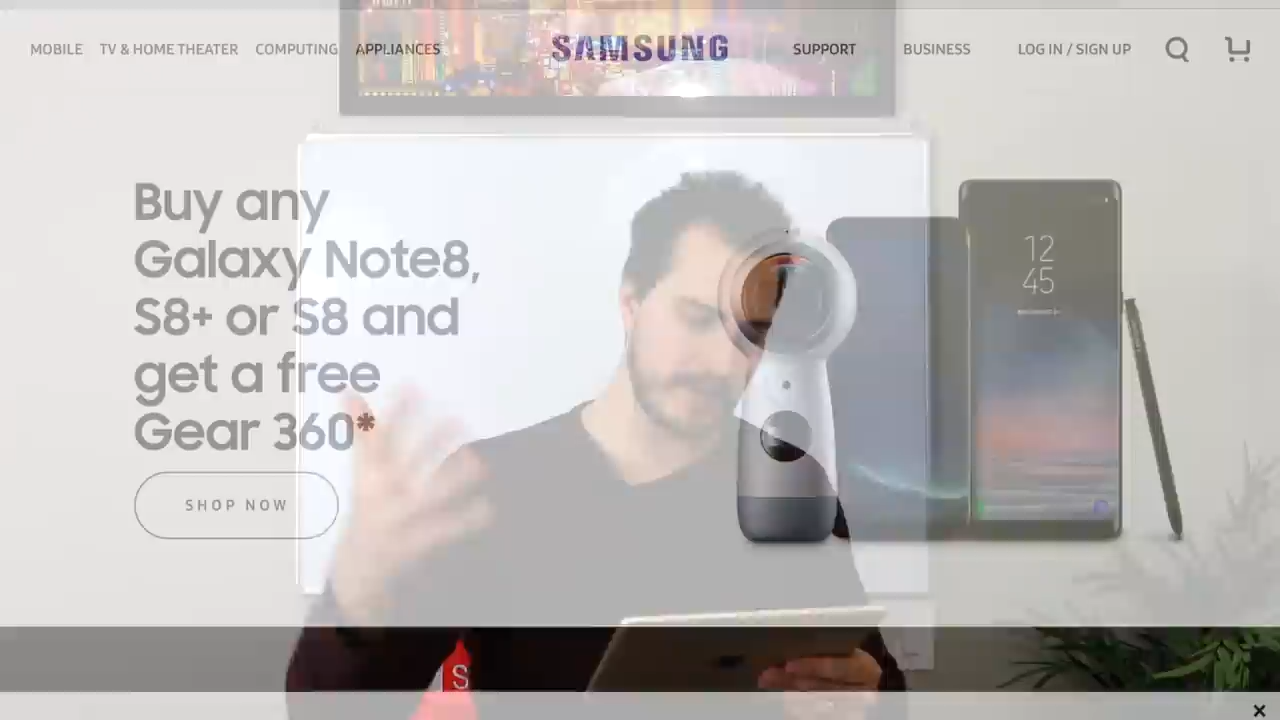 MOBILE TV & HOME THEATER COMPUTING APPLIANCES SAMSUNG SUPPORT BUSINESS LOG IN / SIGN UP
Buy any
Galaxy Note8,
S8+ or S8 and
get a free
Gear 360*
SHOP NOW
12
45
S